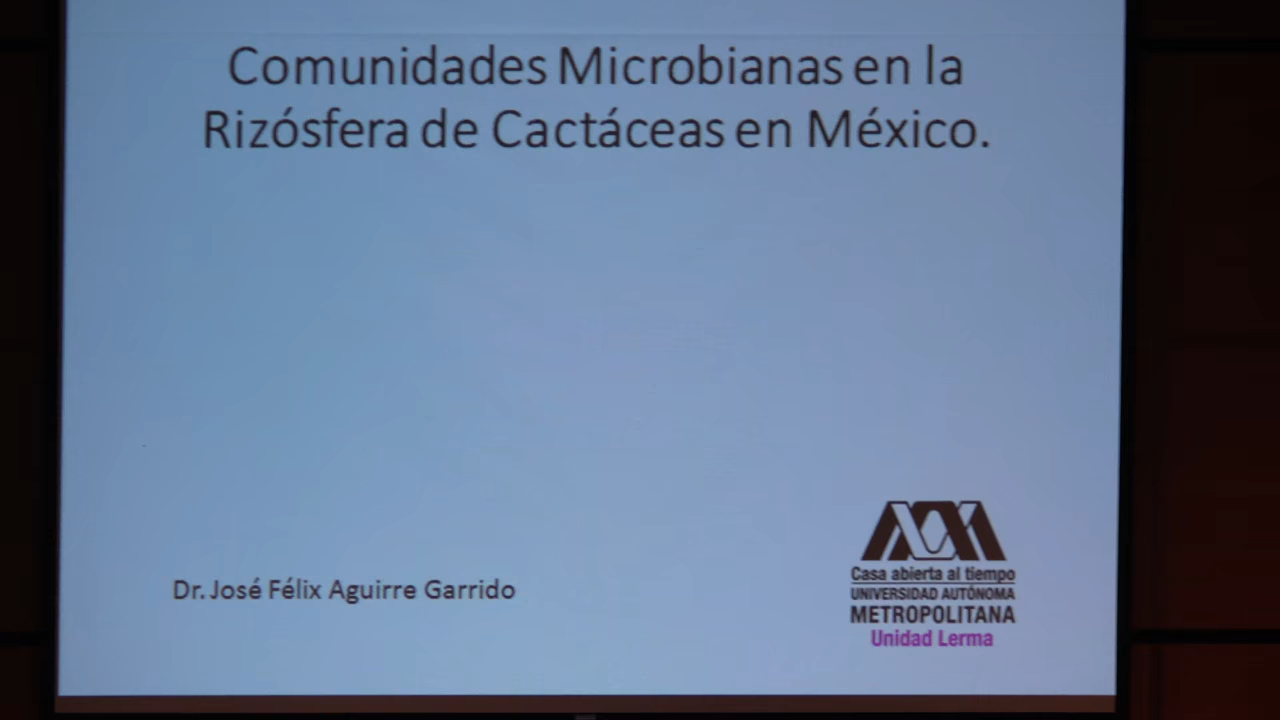 Comunidades Microbianas en la
Rizósfera de Cactáceas en México.
Dr. José Félix Aguirre Garrido
Casa abierta al tiempo
UNIVERSIDAD AUTÓNOMA
METROPOLITANA
Unidad Lerma